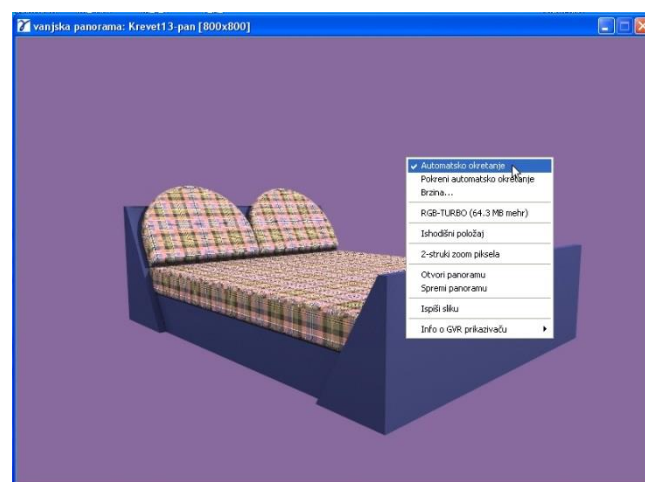 vanjska panorama: Krevet13-pan [800x800]
Automatsko okretanje
Pokreni automatsko okretanje
Brzina...
RGB-TURBO (64.3 MB mehr)
Ishodišni položaj
2-struki zoom piksela
Otvori panoramu
Spremi panoramu
Ispiši sliku
Info o GVR prikazivaču